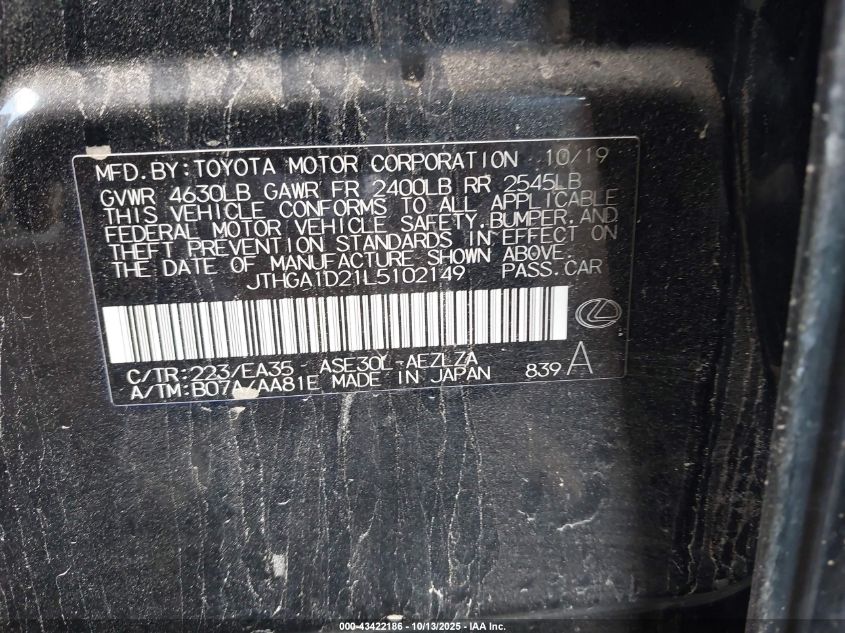 MFD.BY:TOYOTA MOTOR CORPORATION 10/19
GVWR 4630LB GAWR FR 2400LB RR 2545LB
THIS VEHICLE CONFORMS TO ALL APPLICABLE
FEDERAL MOTOR VEHICLE SAFETY,BUMPER,AND
THEFT PREVENTION STANDARDS IN EFFECT ON
THE DATE OF MANUFACTURE SHOWN ABOVE.
JTHGA1D21L5102149 PASS.CAR
C/TR:223/EA35 ASE30L-AEZLZA
A/TM:B07A/AA81E MADE IN JAPAN 839 A
000-43422186 - 10/13/2025 - IAA Inc.